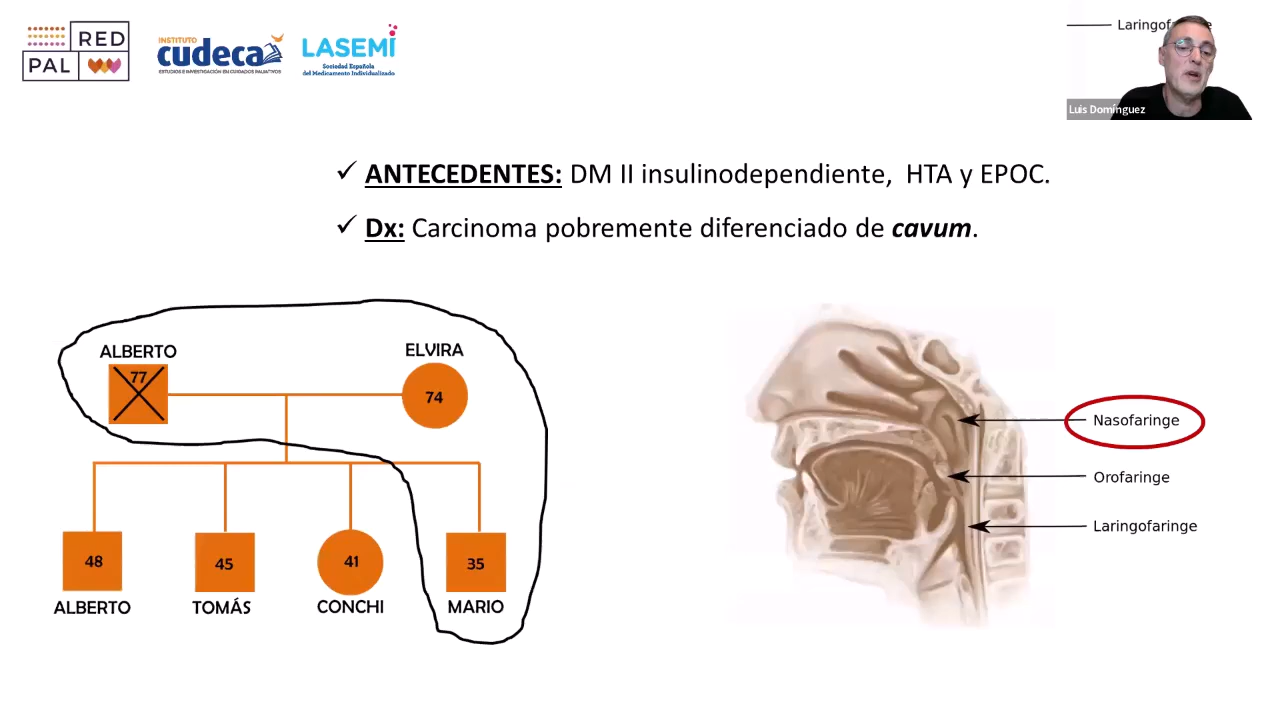 RED
PAL
INSTITUTO
cudeca
ESTUDIOS E INVESTIGACIÓN EN CUIDADOS PALIATIVOS
LASEMI
Sociedad Española
del Medicamento Individualizado
Luis Domínguez
✓ ANTECEDENTES: DM II insulinodependiente, HTA y EPOC.
✓ Dx: Carcinoma pobremente diferenciado de cavum.
ALBERTO
77
ELVIRA
74
48
45
41
35
ALBERTO
TOMÁS
CONCHI
MARIO
Nasofaringe
Orofaringe
Laringofaringe